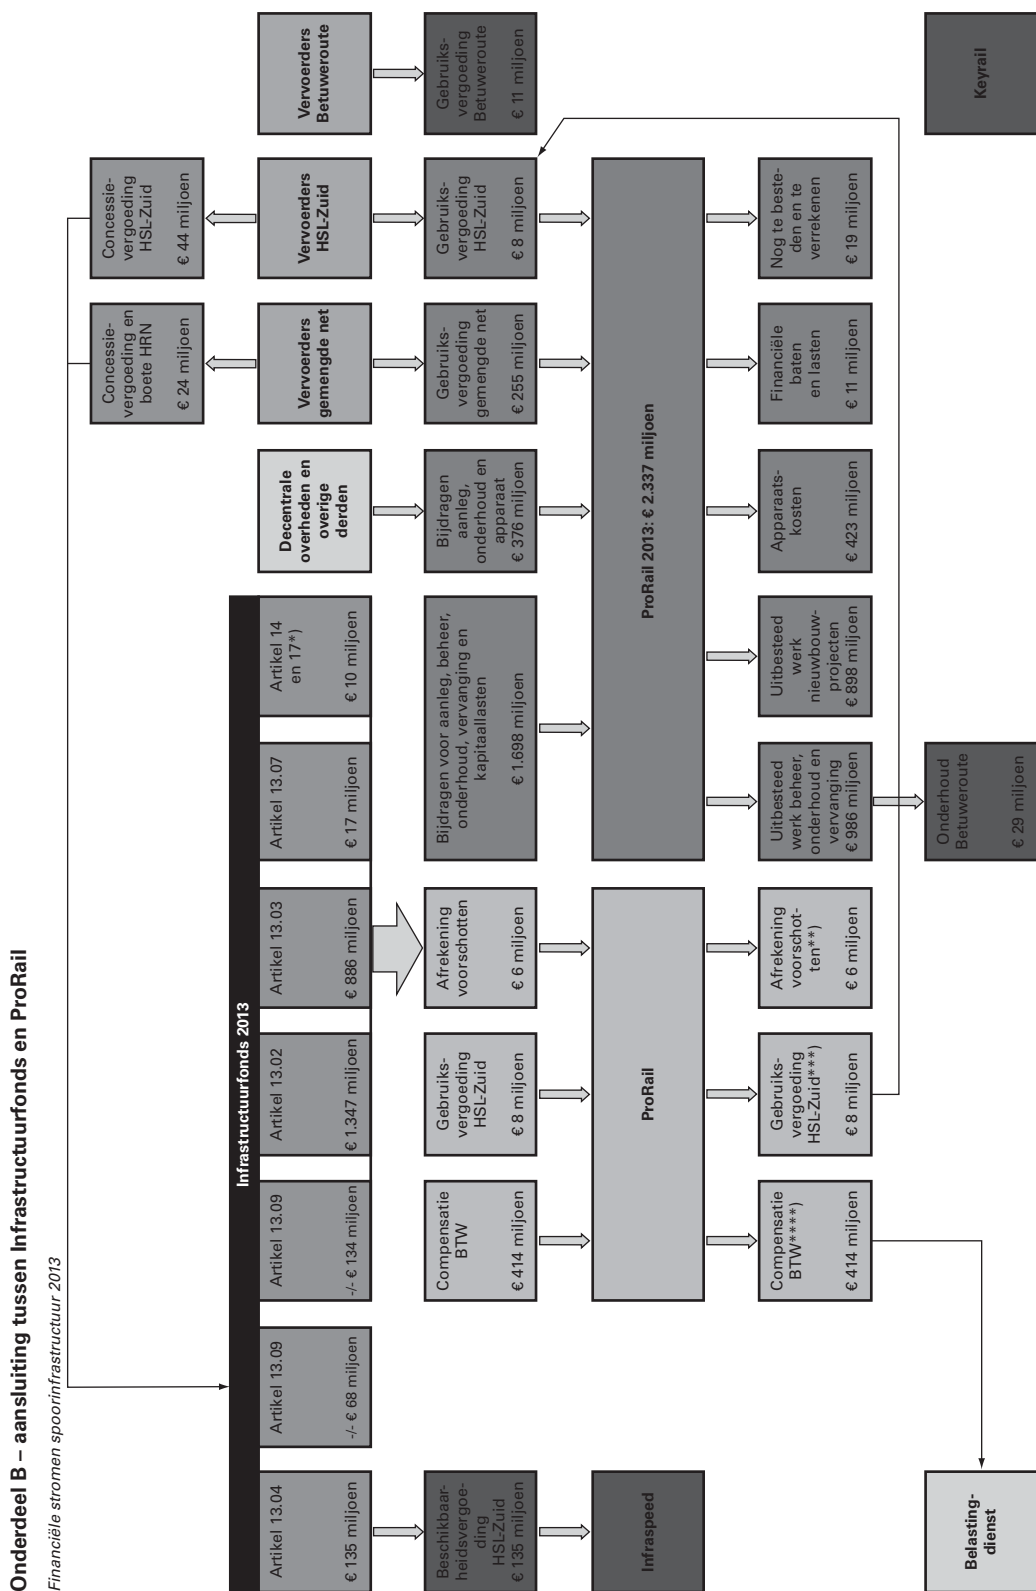 Onderdeel B – aansluiting tussen Infrastructuurfonds en ProRail
Financiële stromen spoorinfrastructuur 2013
Concessie-
vergoeding en
boete HRN
€ 24 miljoen
Concessie-
vergoeding
HSL-Zuid
€ 44 miljoen
Infrastructuurfonds 2013
Artikel 13.04
€ 135 miljoen
Artikel 13.09
-/- € 68 miljoen
Artikel 13.09
-/- € 134 miljoen
Artikel 13.02
€ 1.347 miljoen
Artikel 13.03
€ 886 miljoen
Artikel 13.07
€ 17 miljoen
Artikel 14
en 17*)
€ 10 miljoen
Decentrale
overheden en
overige
derden
Vervoerders
gemengde net
Vervoerders
HSL-Zuid
Vervoerders
Betuweroute
Beschikbaar-
heidsvergoe-
ding
HSL-Zuid
€ 135 miljoen
Compensatie
BTW
€ 414 miljoen
Gebruiks-
vergoeding
HSL-Zuid
€ 8 miljoen
Afrekening
voorschotten
€ 6 miljoen
Bijdragen voor aanleg, beheer,
onderhoud, vervanging en
kapitaallasten
€ 1.698 miljoen
Bijdragen
aanleg,
onderhoud en
apparaat
€ 376 miljoen
Gebruiks-
vergoeding
gemengde net
€ 255 miljoen
Gebruiks-
vergoeding
HSL-Zuid
€ 8 miljoen
Gebruiks-
vergoeding
Betuweroute
€ 11 miljoen
Infraspeed
ProRail
ProRail 2013: € 2.337 miljoen
Compensatie
BTW****)
€ 414 miljoen
Gebruiks-
vergoeding
HSL-Zuid***)
€ 8 miljoen
Afrekening
voorschot-
ten**)
€ 6 miljoen
Uitbesteed
werk beheer,
onderhoud en
vervanging
€ 986 miljoen
Uitbesteed
werk
nieuwbouw-
projecten
€ 898 miljoen
Apparaats-
kosten
€ 423 miljoen
Financiële
baten
en lasten
€ 11 miljoen
Nog te beste-
den en te
verrekenen
€ 19 miljoen
Belasting-
dienst
Onderhoud
Betuweroute
€ 29 miljoen
Keyrail